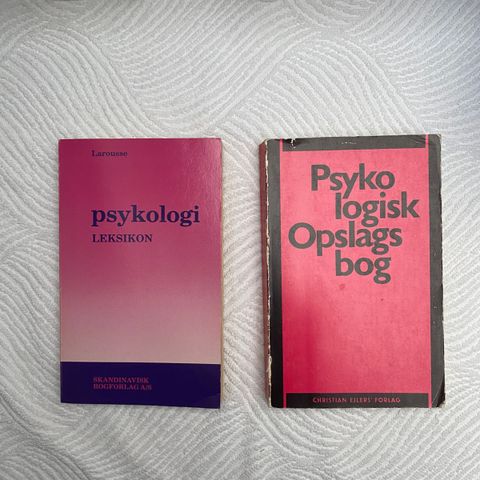 Larousse
psykologi
LEKSIKON
SKANDINAVISK
BOGFORLAG A/S
Psyko
logisk
Opslags
bog
CHRISTIAN EJLERS' FORLAG